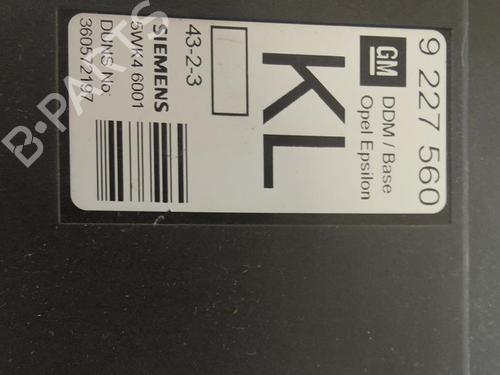 9 227 560
GM
DDM / Base
Opel Epsilon
KL
43-2-3
SIEMENS
5WK4 6001
DUNS No:
360572197
B-PARTS